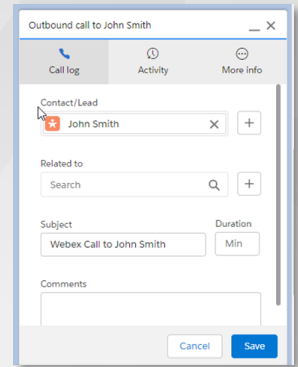 Outbound call to John Smith
Call log Activity More info
Contact/Lead
John Smith
Related to
Search
Subject Duration
Webex Call to John Smith Min
Comments
Cancel Save